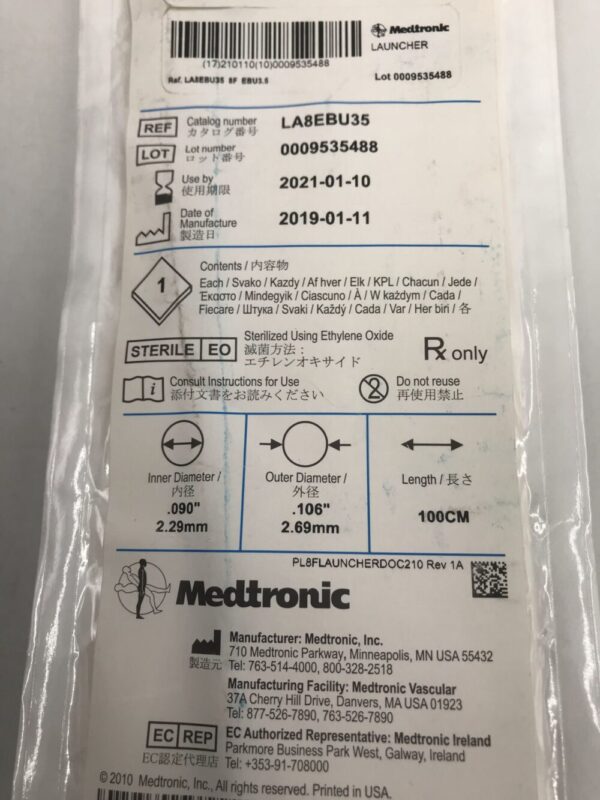 Medtronic
LAUNCHER
(17)210110(10)0009535488
Ref. LA8EBU35 8F EBU3.5
Lot 0009535488
REF Catalog number LA8EBU35
カタログ番号
LOT Lot number 0009535488
ロット番号
Use by 2021-01-10
使用期限
Date of
Manufacture 2019-01-11
製造日
Contents / 内容物
1
Each / Svako / Kazdy / Af hver / Elk / KPL / Chacun / Jede /
Έκαστο / Mindegyik / Ciascuno / À / W każdym / Cada /
Fiecare / Штука / Svaki / Každý / Cada / Var / Her biri / 各
STERILE EO Sterilized Using Ethylene Oxide
滅菌方法：
エチレンオキサイド
Rx only
i Consult Instructions for Use
添付文書をお読みください
2 Do not reuse
再使用禁止
Inner Diameter /
内径
.090"
2.29mm
Outer Diameter /
外径
.106"
2.69mm
Length / 長さ
100CM
PL8FLAUNCHERDOC210 Rev 1A
Medtronic
製造元
Manufacturer: Medtronic, Inc.
710 Medtronic Parkway, Minneapolis, MN USA 55432
Tel: 763-514-4000, 800-328-2518
Manufacturing Facility: Medtronic Vascular
37A Cherry Hill Drive, Danvers, MA USA 01923
Tel: 877-526-7890, 763-526-7890
EC REP
EC認定代理店
EC Authorized Representative: Medtronic Ireland
Parkmore Business Park West, Galway, Ireland
Tel: +353-91-708000
© 2010 Medtronic, Inc., All rights reserved. Printed in USA.